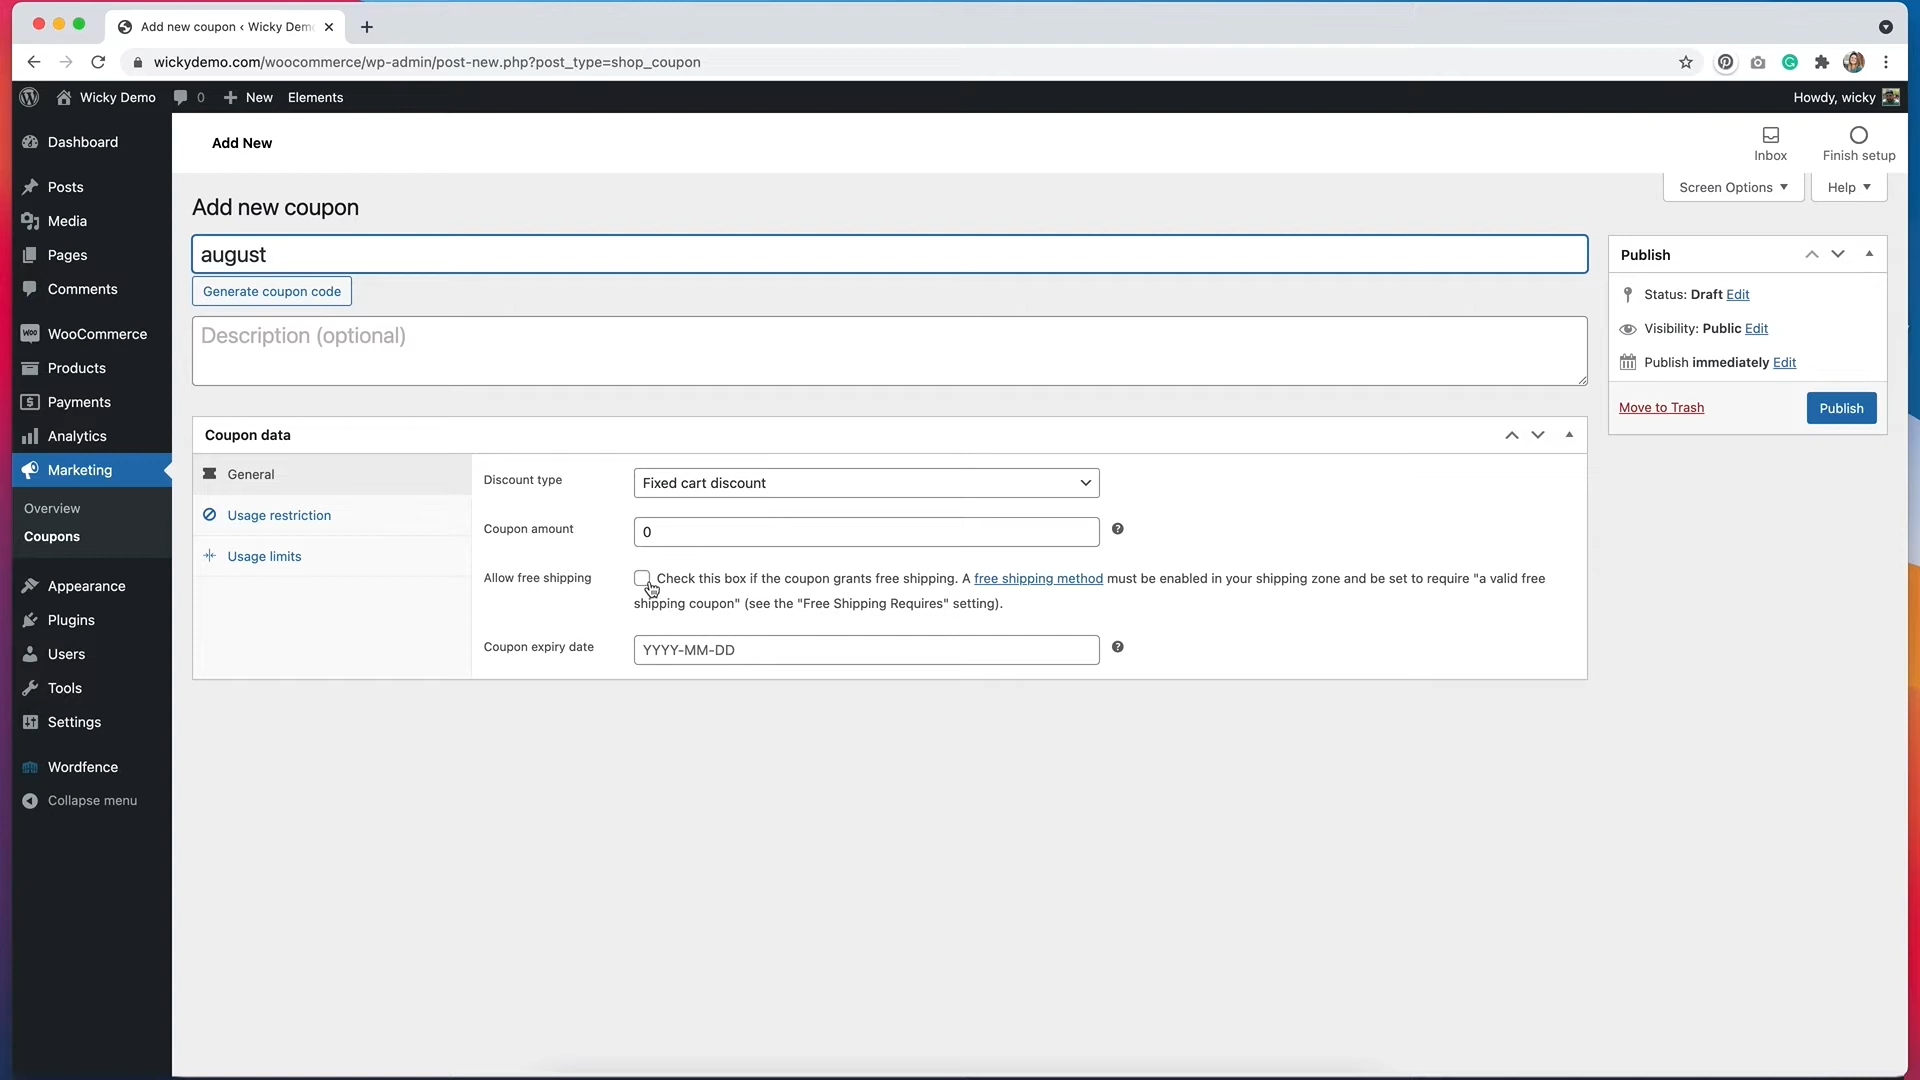 Add new coupon ‹ Wicky Dem
wickydemo.com/woocommerce/wp-admin/post-new.php?post_type=shop_coupon
Wicky Demo 0 New Elements Howdy, wicky
Dashboard
Posts
Media
Pages
Comments
WOO WooCommerce
Products
Payments
Analytics
Marketing
Overview
Coupons
Appearance
Plugins
Users
Tools
Settings
Wordfence
Collapse menu
Add New
Inbox
Finish setup
Screen Options
Help
Add new coupon
august
Generate coupon code
Description (optional)
Coupon data
General
Usage restriction
Usage limits
Discount type
Fixed cart discount
Coupon amount
0
Allow free shipping
Check this box if the coupon grants free shipping. A free shipping method must be enabled in your shipping zone and be set to require "a valid free
shipping coupon" (see the "Free Shipping Requires" setting).
Coupon expiry date
YYYY-MM-DD
Publish
Status: Draft Edit
Visibility: Public Edit
Publish immediately Edit
Move to Trash
Publish